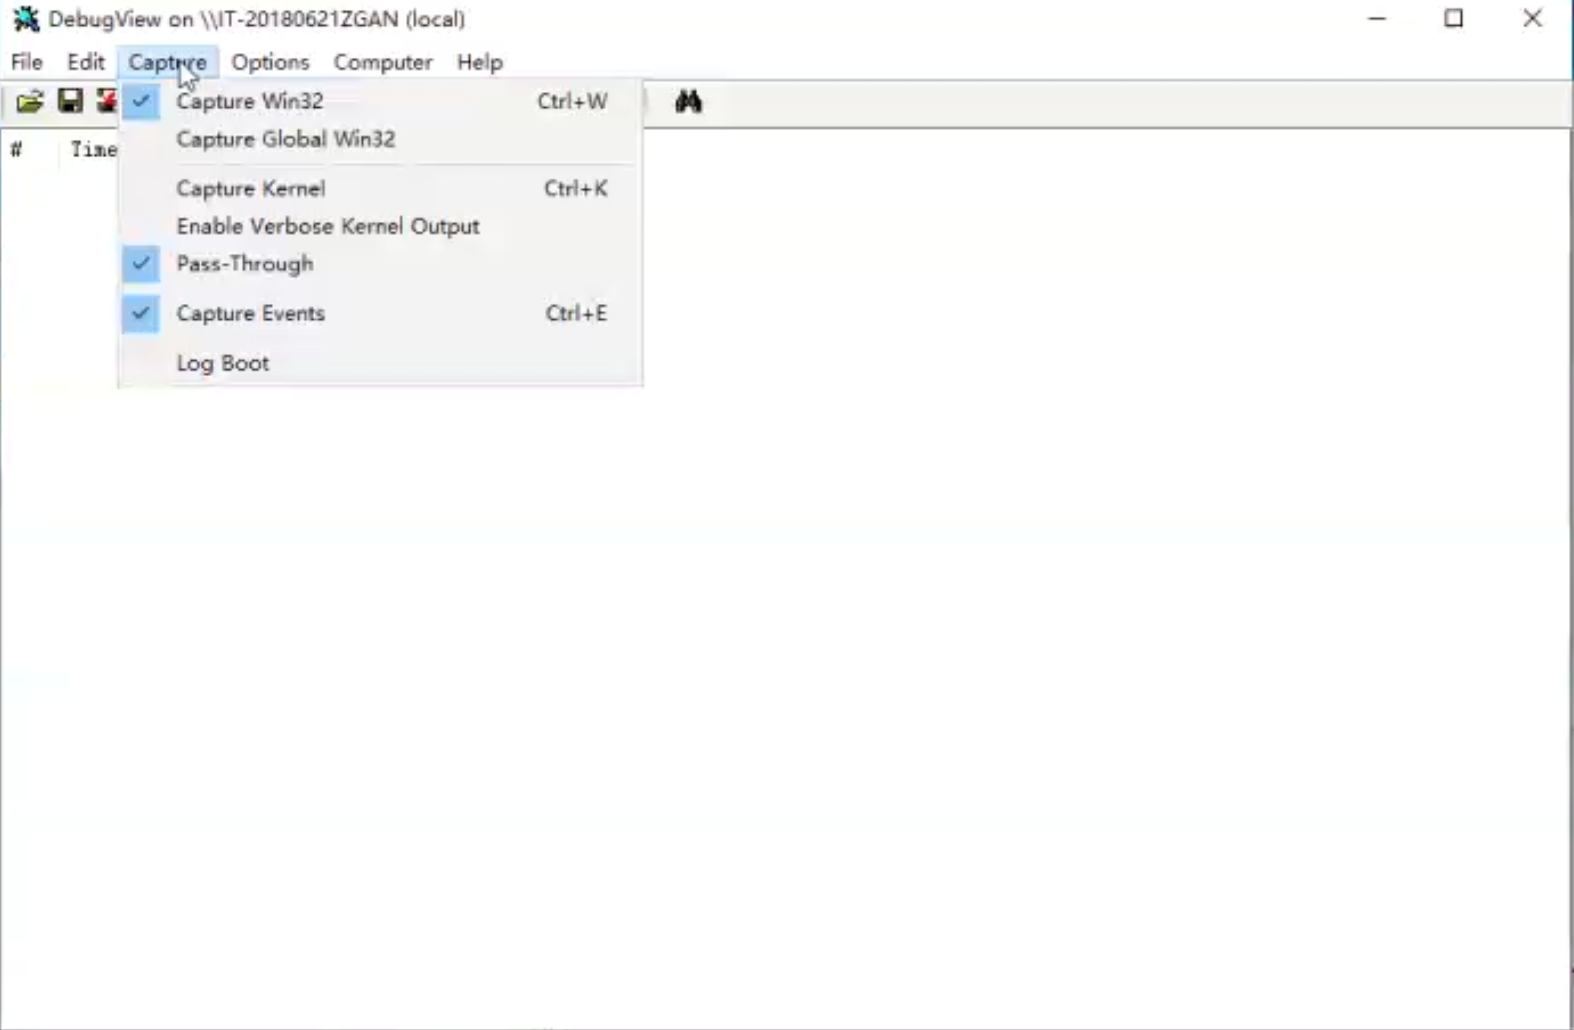 DebugView on \\IT-20180621ZGAN (local)
File Edit Capture Options Computer Help
Capture Win32 Ctrl+W
Capture Global Win32
# Time
Capture Kernel Ctrl+K
Enable Verbose Kernel Output
Pass-Through
Capture Events Ctrl+E
Log Boot